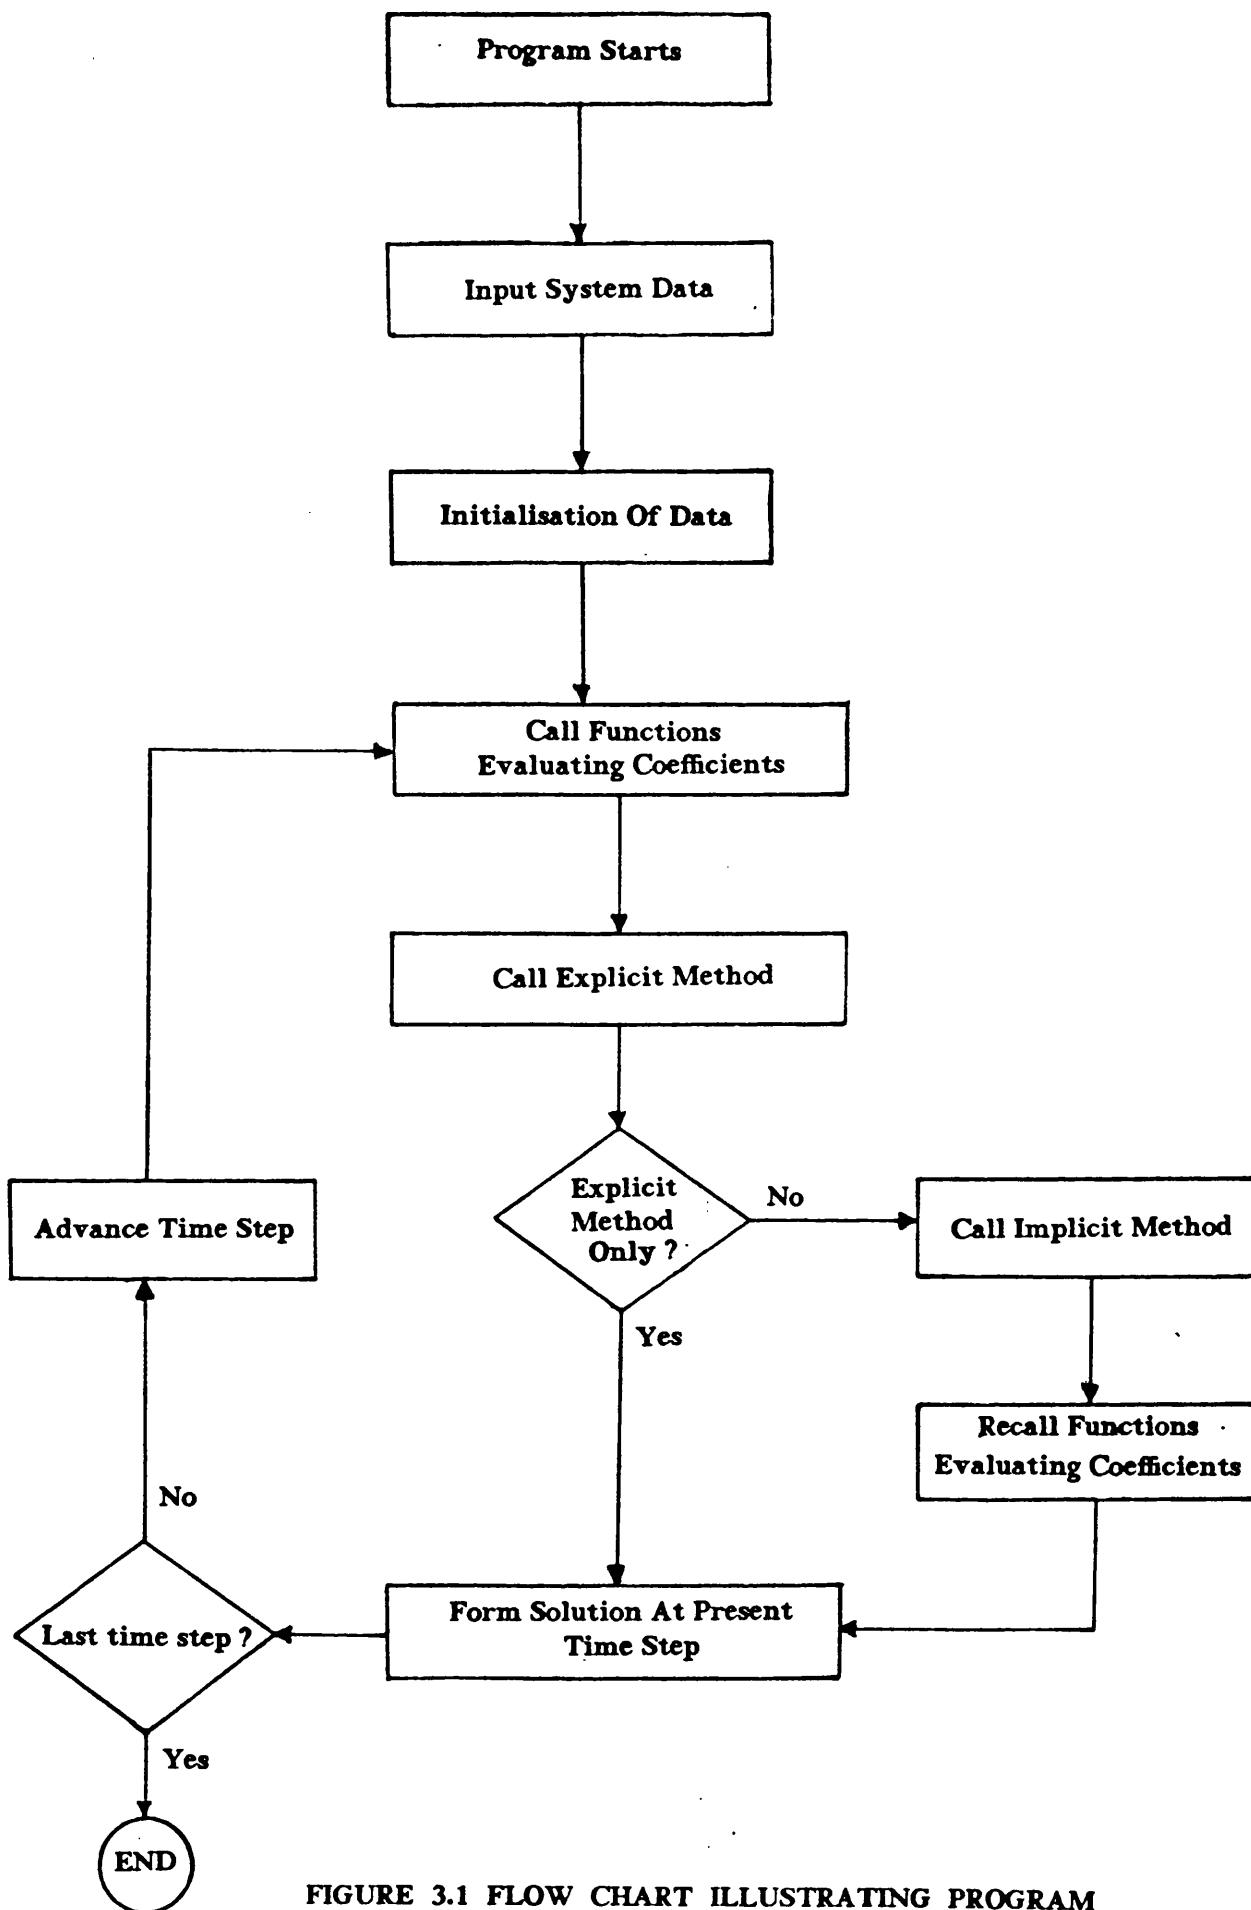 Program Starts
Input System Data
Initialisation Of Data
Call Functions
Evaluating Coefficients
Call Explicit Method
Explicit
Method
Only ?
No
Call Implicit Method
Advance Time Step
Yes
Recall Functions
Evaluating Coefficients
No
Form Solution At Present
Time Step
Last time step ?
Yes
END
FIGURE 3.1 FLOW CHART ILLUSTRATING PROGRAM